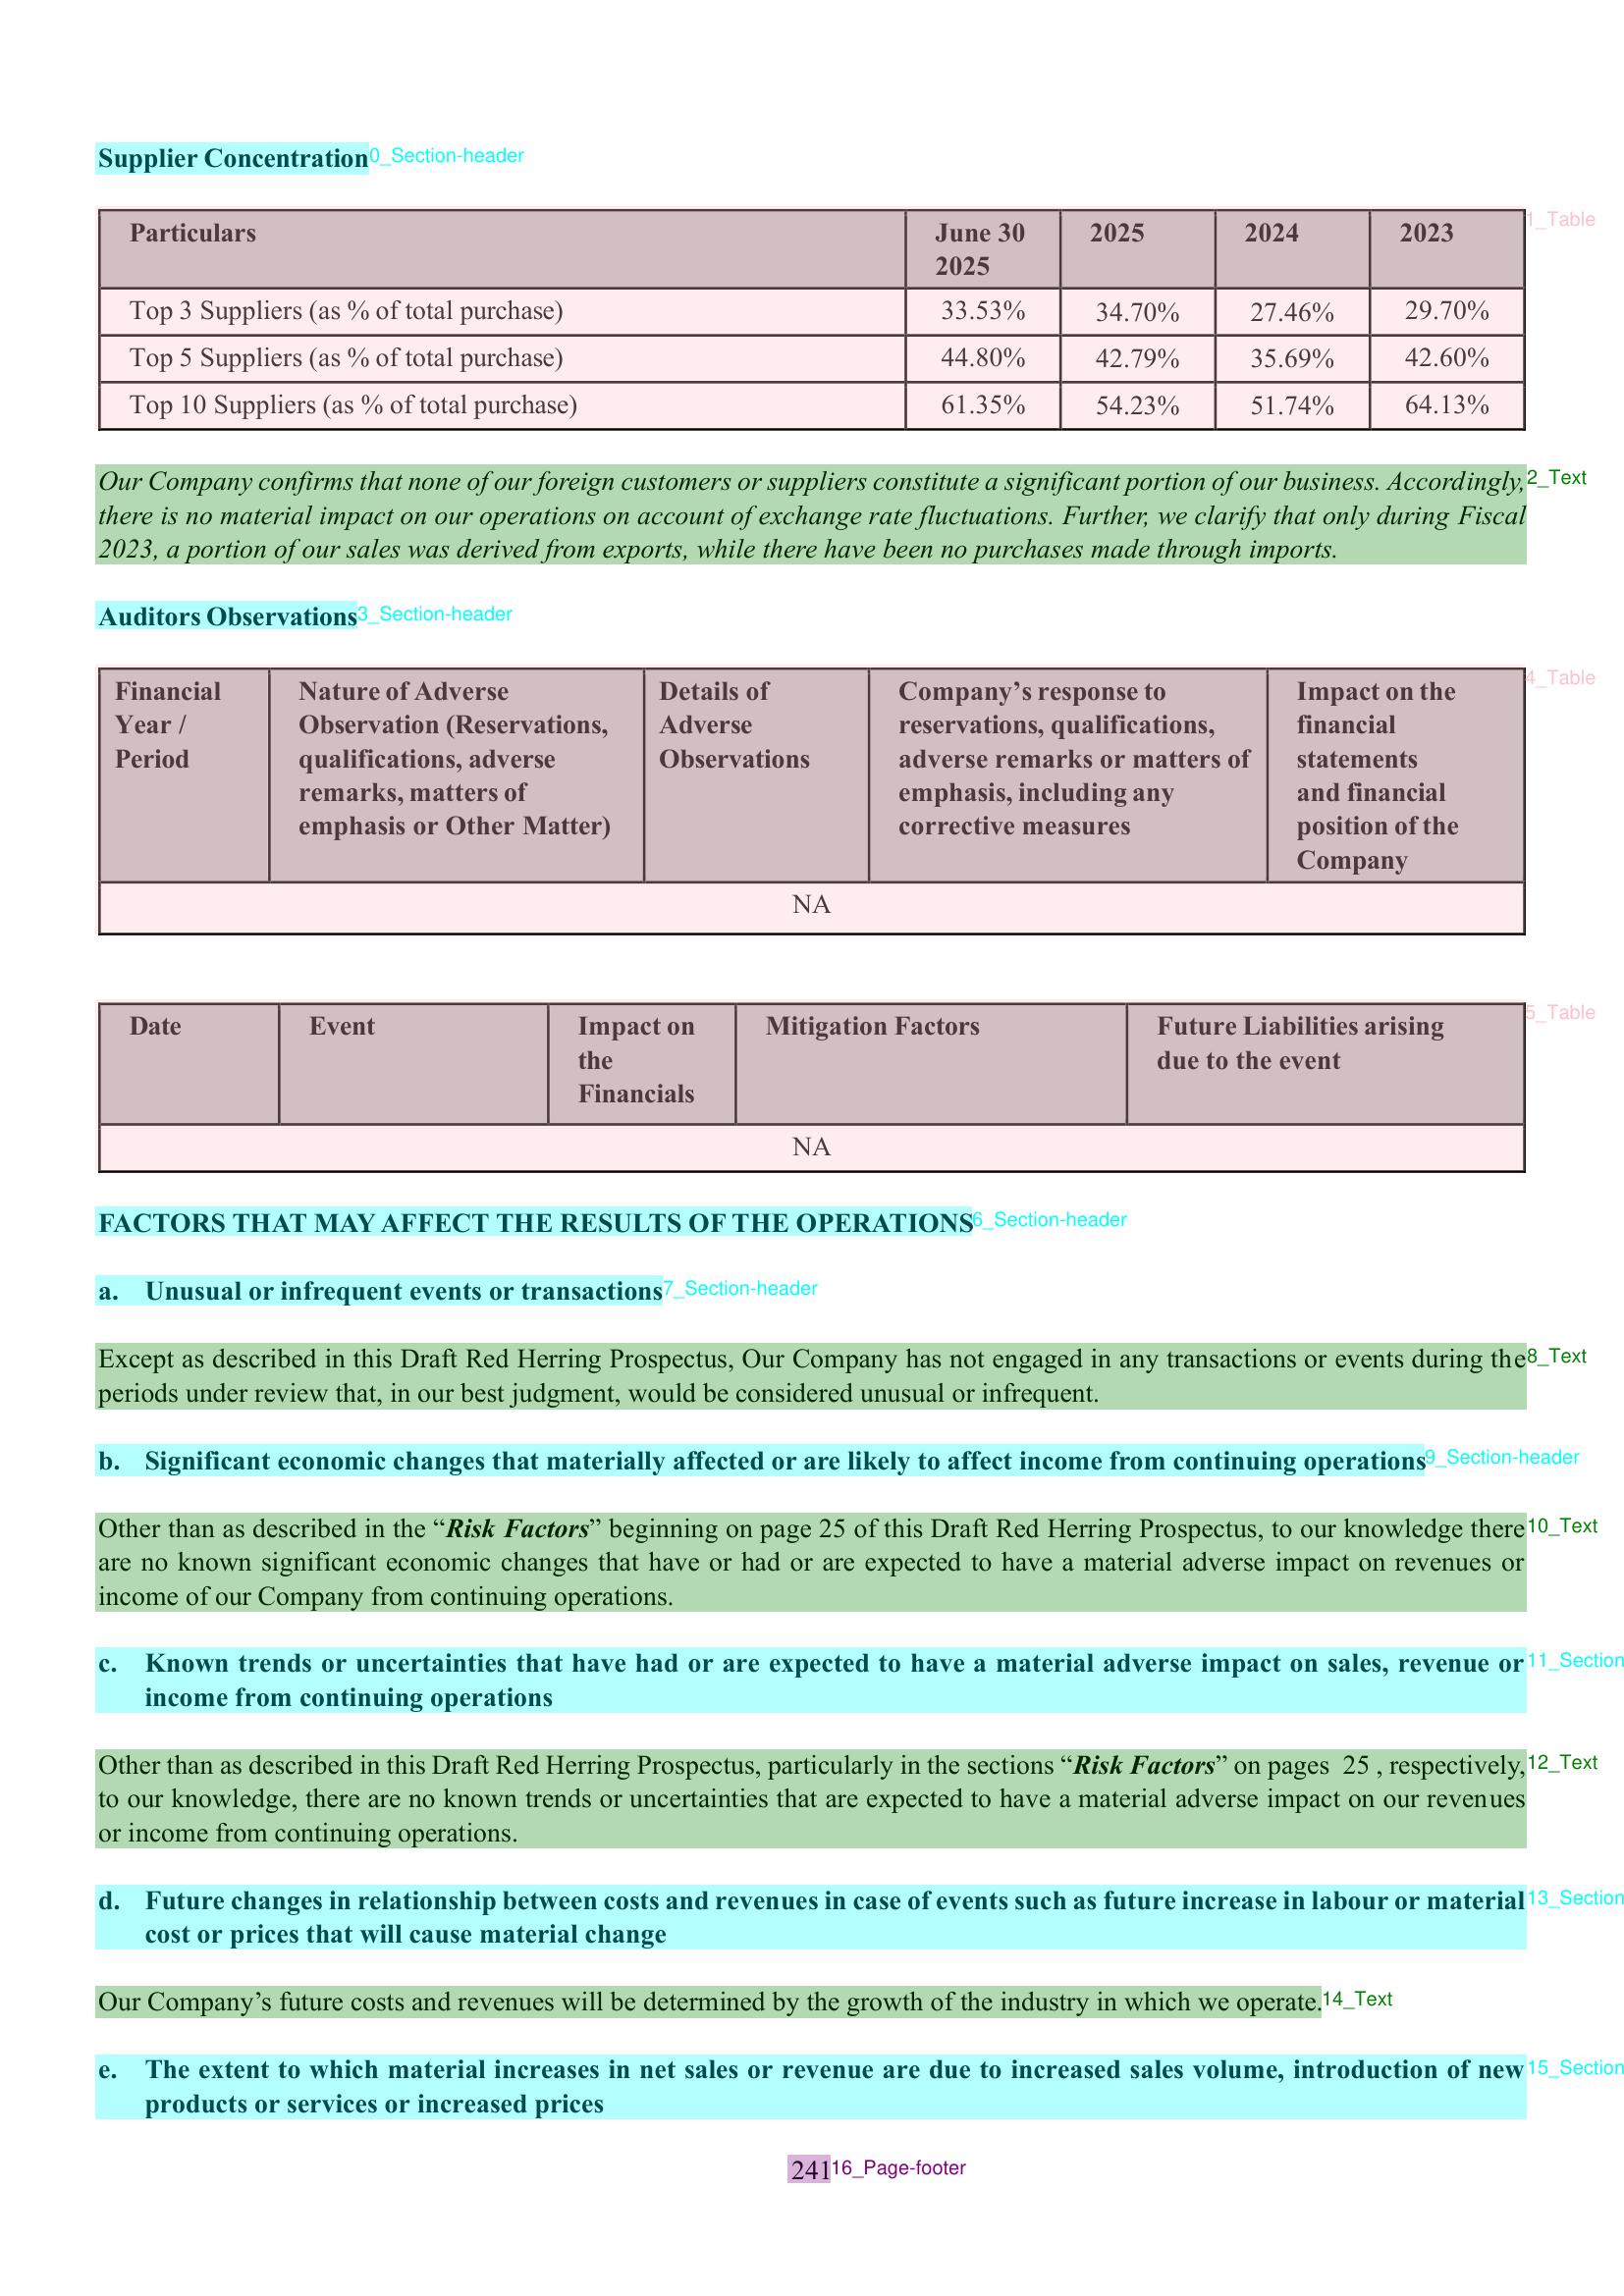 Supplier Concentration 0_Section-header
1_Table
Particulars June 30 2025 2025 2024 2023
Top 3 Suppliers (as % of total purchase) 33.53% 34.70% 27.46% 29.70%
Top 5 Suppliers (as % of total purchase) 44.80% 42.79% 35.69% 42.60%
Top 10 Suppliers (as % of total purchase) 61.35% 54.23% 51.74% 64.13%
Our Company confirms that none of our foreign customers or suppliers constitute a significant portion of our business. Accordingly, 2_Text
there is no material impact on our operations on account of exchange rate fluctuations. Further, we clarify that only during Fiscal
2023, a portion of our sales was derived from exports, while there have been no purchases made through imports.
Auditors Observations 3_Section-header
4_Table
Financial
Year /
Period
Nature of Adverse
Observation (Reservations,
qualifications, adverse
remarks, matters of
emphasis or Other Matter)
Details of
Adverse
Observations
Company’s response to
reservations, qualifications,
adverse remarks or matters of
emphasis, including any
corrective measures
Impact on the
financial
statements
and financial
position of the
Company
NA
5_Table
Date
Event
Impact on
the
Financials
Mitigation Factors
Future Liabilities arising
due to the event
NA
FACTORS THAT MAY AFFECT THE RESULTS OF THE OPERATIONS 6_Section-header
a. Unusual or infrequent events or transactions 7_Section-header
Except as described in this Draft Red Herring Prospectus, Our Company has not engaged in any transactions or events during the 8_Text
periods under review that, in our best judgment, would be considered unusual or infrequent.
b. Significant economic changes that materially affected or are likely to affect income from continuing operations 9_Section-header
Other than as described in the “Risk Factors” beginning on page 25 of this Draft Red Herring Prospectus, to our knowledge there 10_Text
are no known significant economic changes that have or had or are expected to have a material adverse impact on revenues or
income of our Company from continuing operations.
c. Known trends or uncertainties that have had or are expected to have a material adverse impact on sales, revenue or 11_Section
income from continuing operations
Other than as described in this Draft Red Herring Prospectus, particularly in the sections “Risk Factors” on pages 25 , respectively, 12_Text
to our knowledge, there are no known trends or uncertainties that are expected to have a material adverse impact on our revenues
or income from continuing operations.
d. Future changes in relationship between costs and revenues in case of events such as future increase in labour or material 13_Section
cost or prices that will cause material change
Our Company’s future costs and revenues will be determined by the growth of the industry in which we operate. 14_Text
e. The extent to which material increases in net sales or revenue are due to increased sales volume, introduction of new 15_Section
products or services or increased prices
241 16_Page-footer